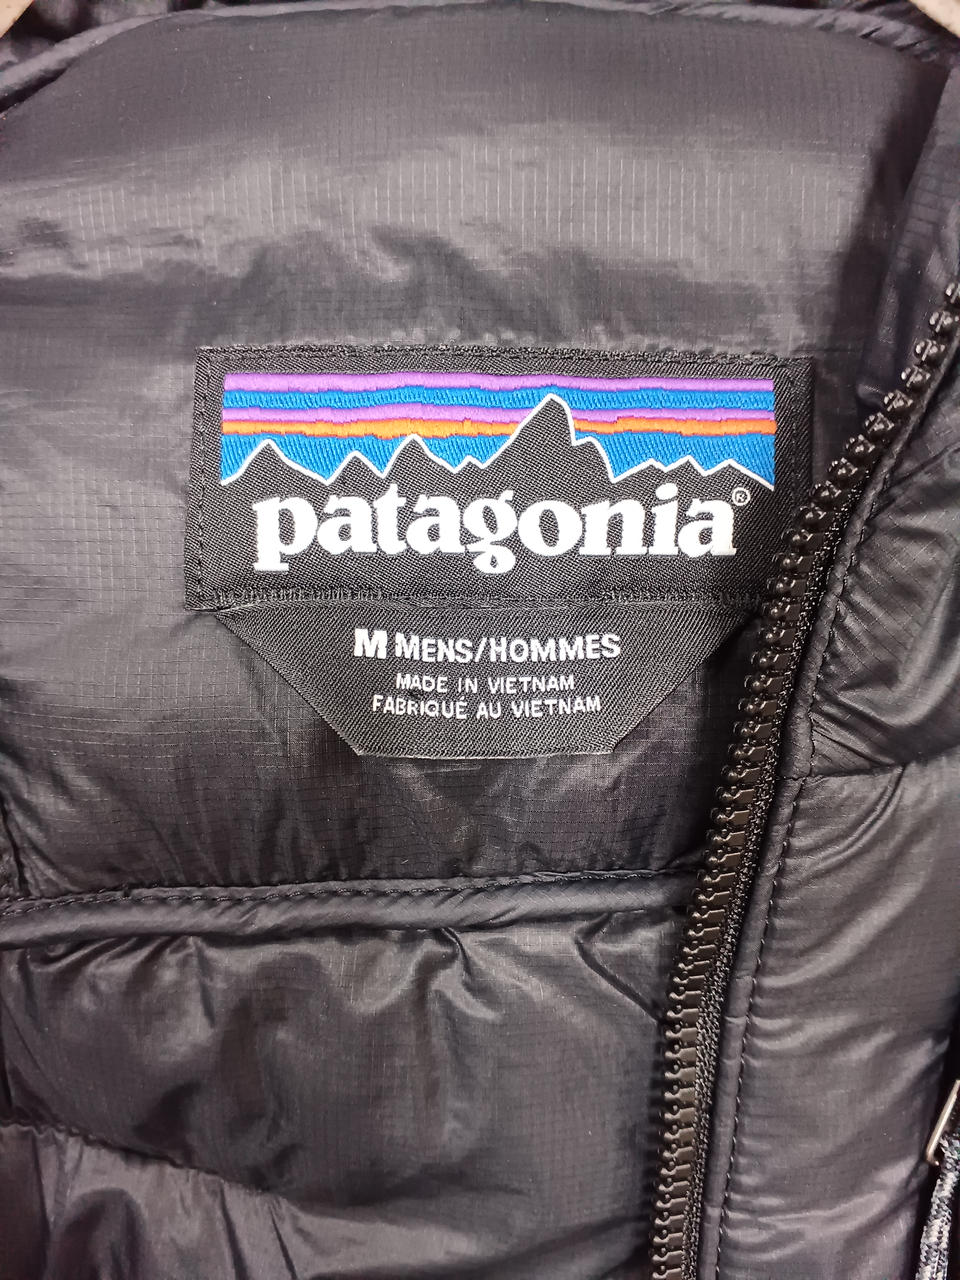 patagonia®
M MENS/HOMMES
MADE IN VIETNAM
FABRIQUÉ AU VIETNAM